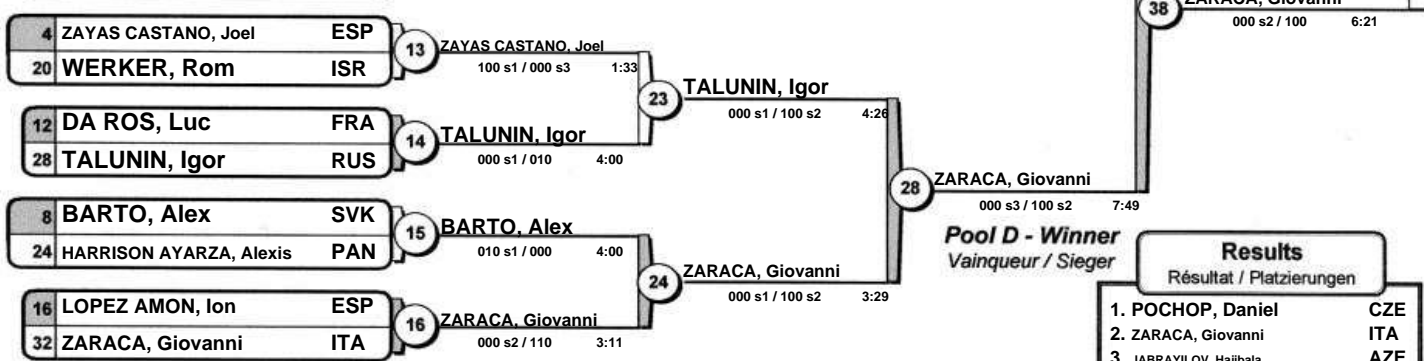 38 ZARACA, Giovanni
000 s2 / 100 6:21
4 ZAYAS CASTANO, Joel ESP
20 WERKER, Rom ISR
13 ZAYAS CASTANO, Joel
100 s1 / 000 s3 1:33
23 TALUNIN, Igor
000 s1 / 100 s2 4:26
12 DA ROS, Luc FRA
28 TALUNIN, Igor RUS
14 TALUNIN, Igor
000 s1 / 010 4:00
28 ZARACA, Giovanni
000 s3 / 100 s2 7:49
8 BARTO, Alex SVK
24 HARRISON AYARZA, Alexis PAN
15 BARTO, Alex
010 s1 / 000 4:00
24 ZARACA, Giovanni
000 s1 / 100 s2 3:29
16 LOPEZ AMON, Ion ESP
32 ZARACA, Giovanni ITA
16 ZARACA, Giovanni
000 s2 / 110 3:11
Pool D - Winner
Vainqueur / Sieger
Results
Résultat / Platzierungen
1. POCHOP, Daniel CZE
2. ZARACA, Giovanni ITA
3. JABRAYILOV, Hajibala AZE